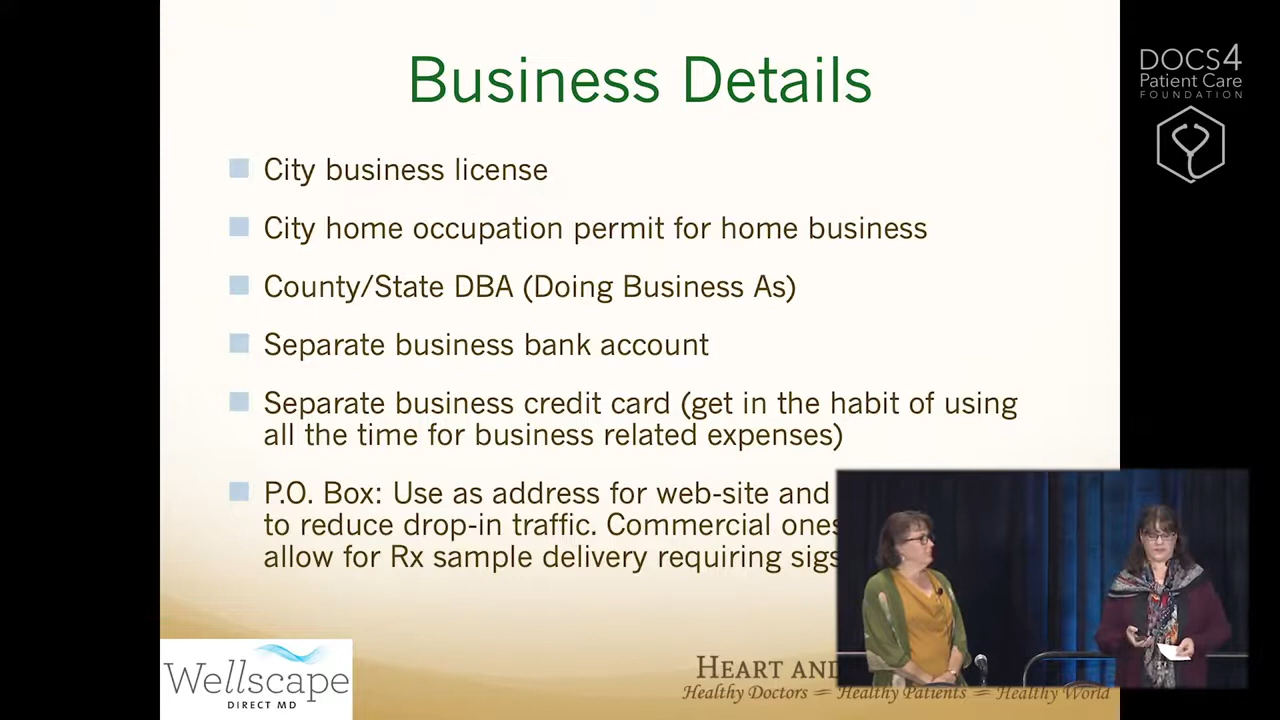 Business Details
City business license
City home occupation permit for home business
County/State DBA (Doing Business As)
Separate business bank account
Separate business credit card (get in the habit of using
all the time for business related expenses)
P.O. Box: Use as address for web-site and
to reduce drop-in traffic. Commercial ones
allow for Rx sample delivery requiring sigs
Wellscape
DIRECT MD
HEART AND
Healthy Doctors — Healthy Patients — Healthy World
DOCS4
Patient Care
FOUNDATION